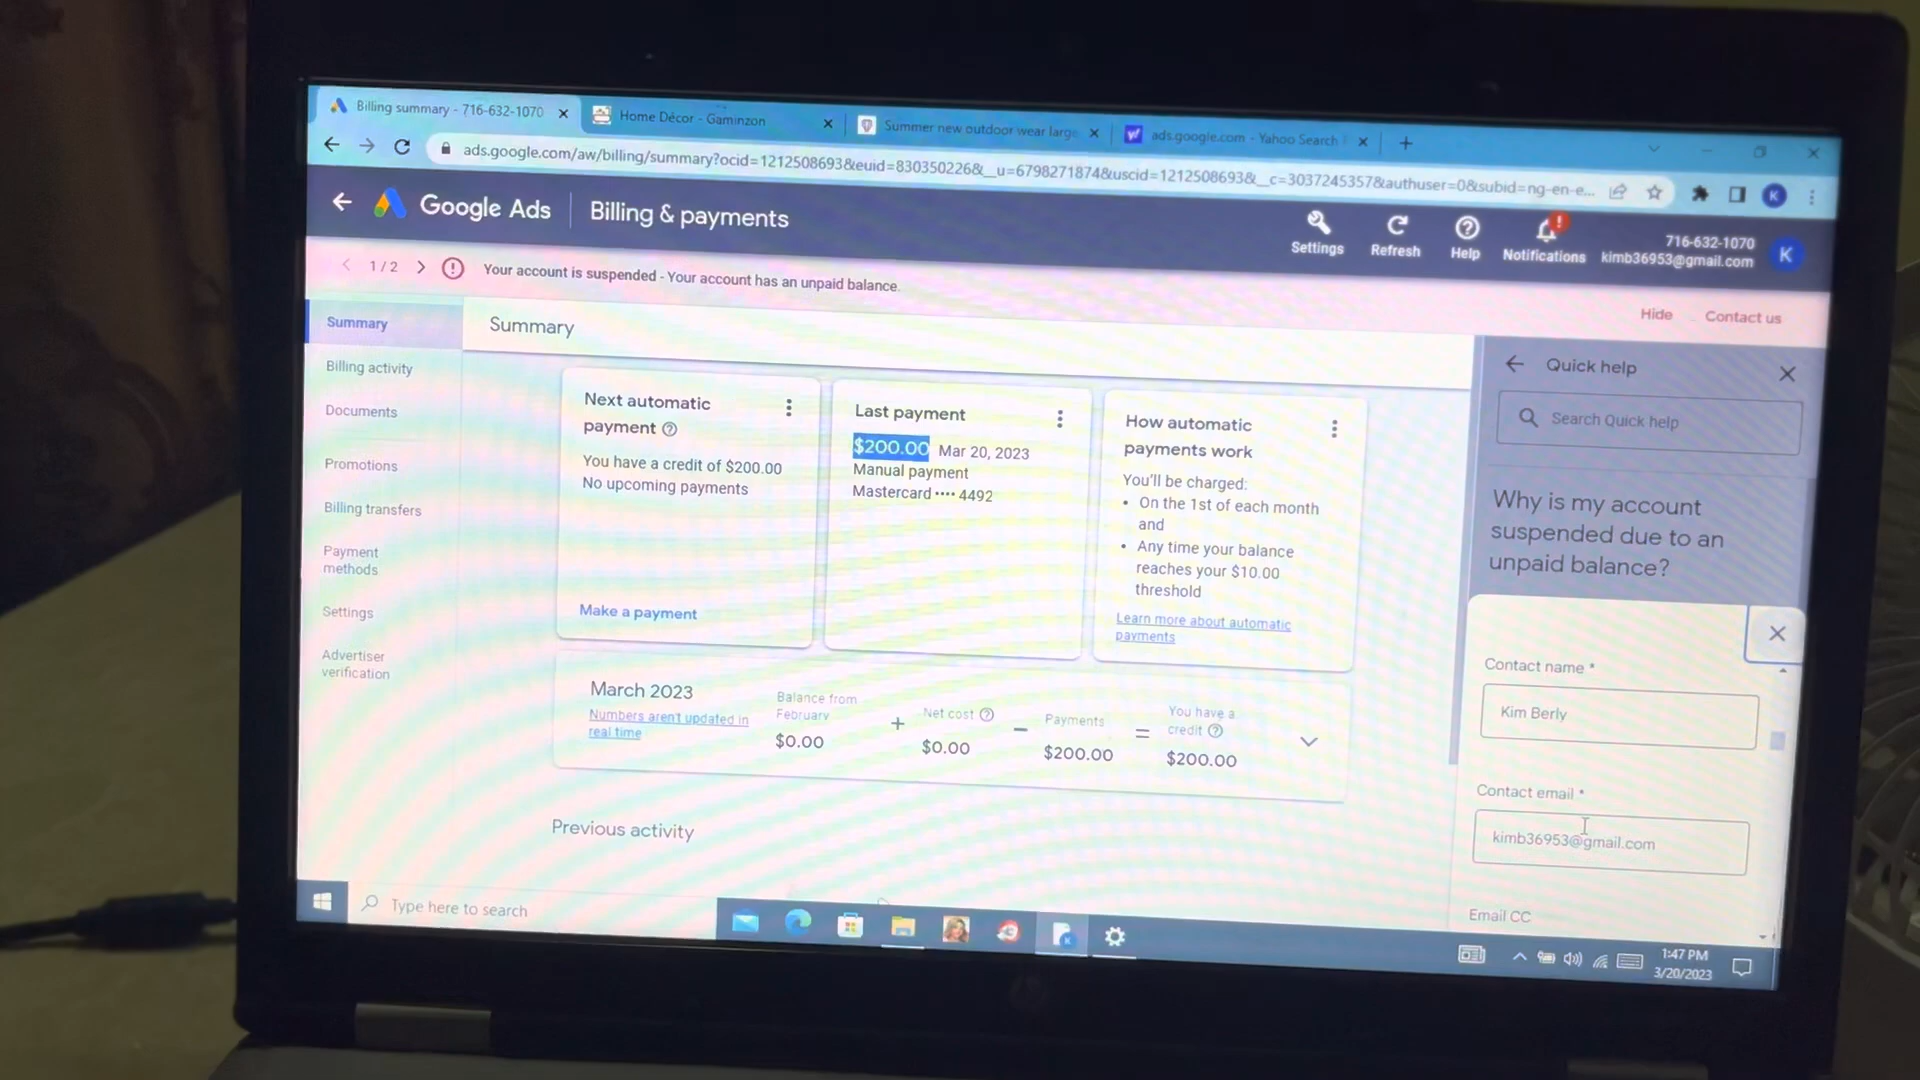 Billing summary - 716-632-1070
Home Décor - Gaminzon
Summer new outdoor wear large
ads.google.com - Yahoo Search
ads.google.com/aw/billing/summary?ocid=1212508693&euid=830350226&__u=6798271874&uscid=1212508693&__c=3037245357&authuser=0&subid=ng-en-e...
K
Google Ads
Billing & payments
Settings
Refresh
Help
Notifications
716-632-1070
kimb36953@gmail.com
K
1 / 2
Your account is suspended - Your account has an unpaid balance.
Hide
Contact us
Summary
Billing activity
Documents
Promotions
Billing transfers
Payment
methods
Settings
Advertiser
verification
Summary
Next automatic
payment
You have a credit of $200.00
No upcoming payments
Make a payment
Last payment
$200.00 Mar 20, 2023
Manual payment
Mastercard •••• 4492
How automatic
payments work
You'll be charged:
• On the 1st of each month
and
• Any time your balance
reaches your $10.00
threshold
Learn more about automatic
payments
March 2023
Numbers aren't updated in
real time
Balance from
February
$0.00
+
Net cost
$0.00
−
Payments
$200.00
=
You have a
credit
$200.00
Previous activity
Quick help
Search Quick help
Why is my account
suspended due to an
unpaid balance?
Contact name *
Kim Berly
Contact email *
kimb36953@gmail.com
Email CC
Type here to search
1:47 PM
3/20/2023